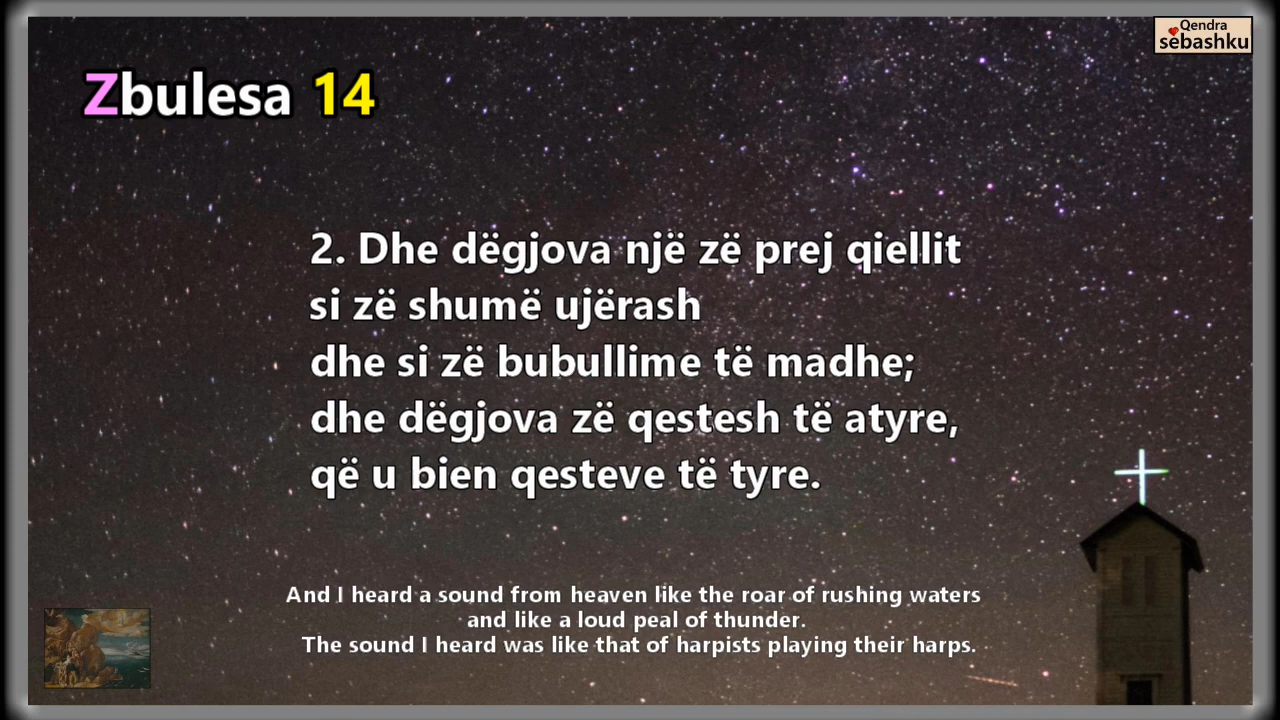 Qendra
sebashku
Zbulesa 14
2. Dhe dëgjova një zë prej qiellit
si zë shumë ujërash
dhe si zë bubullime të madhe;
dhe dëgjova zë qestesh të atyre,
që u bien qesteve të tyre.
And I heard a sound from heaven like the roar of rushing waters
and like a loud peal of thunder.
The sound I heard was like that of harpists playing their harps.